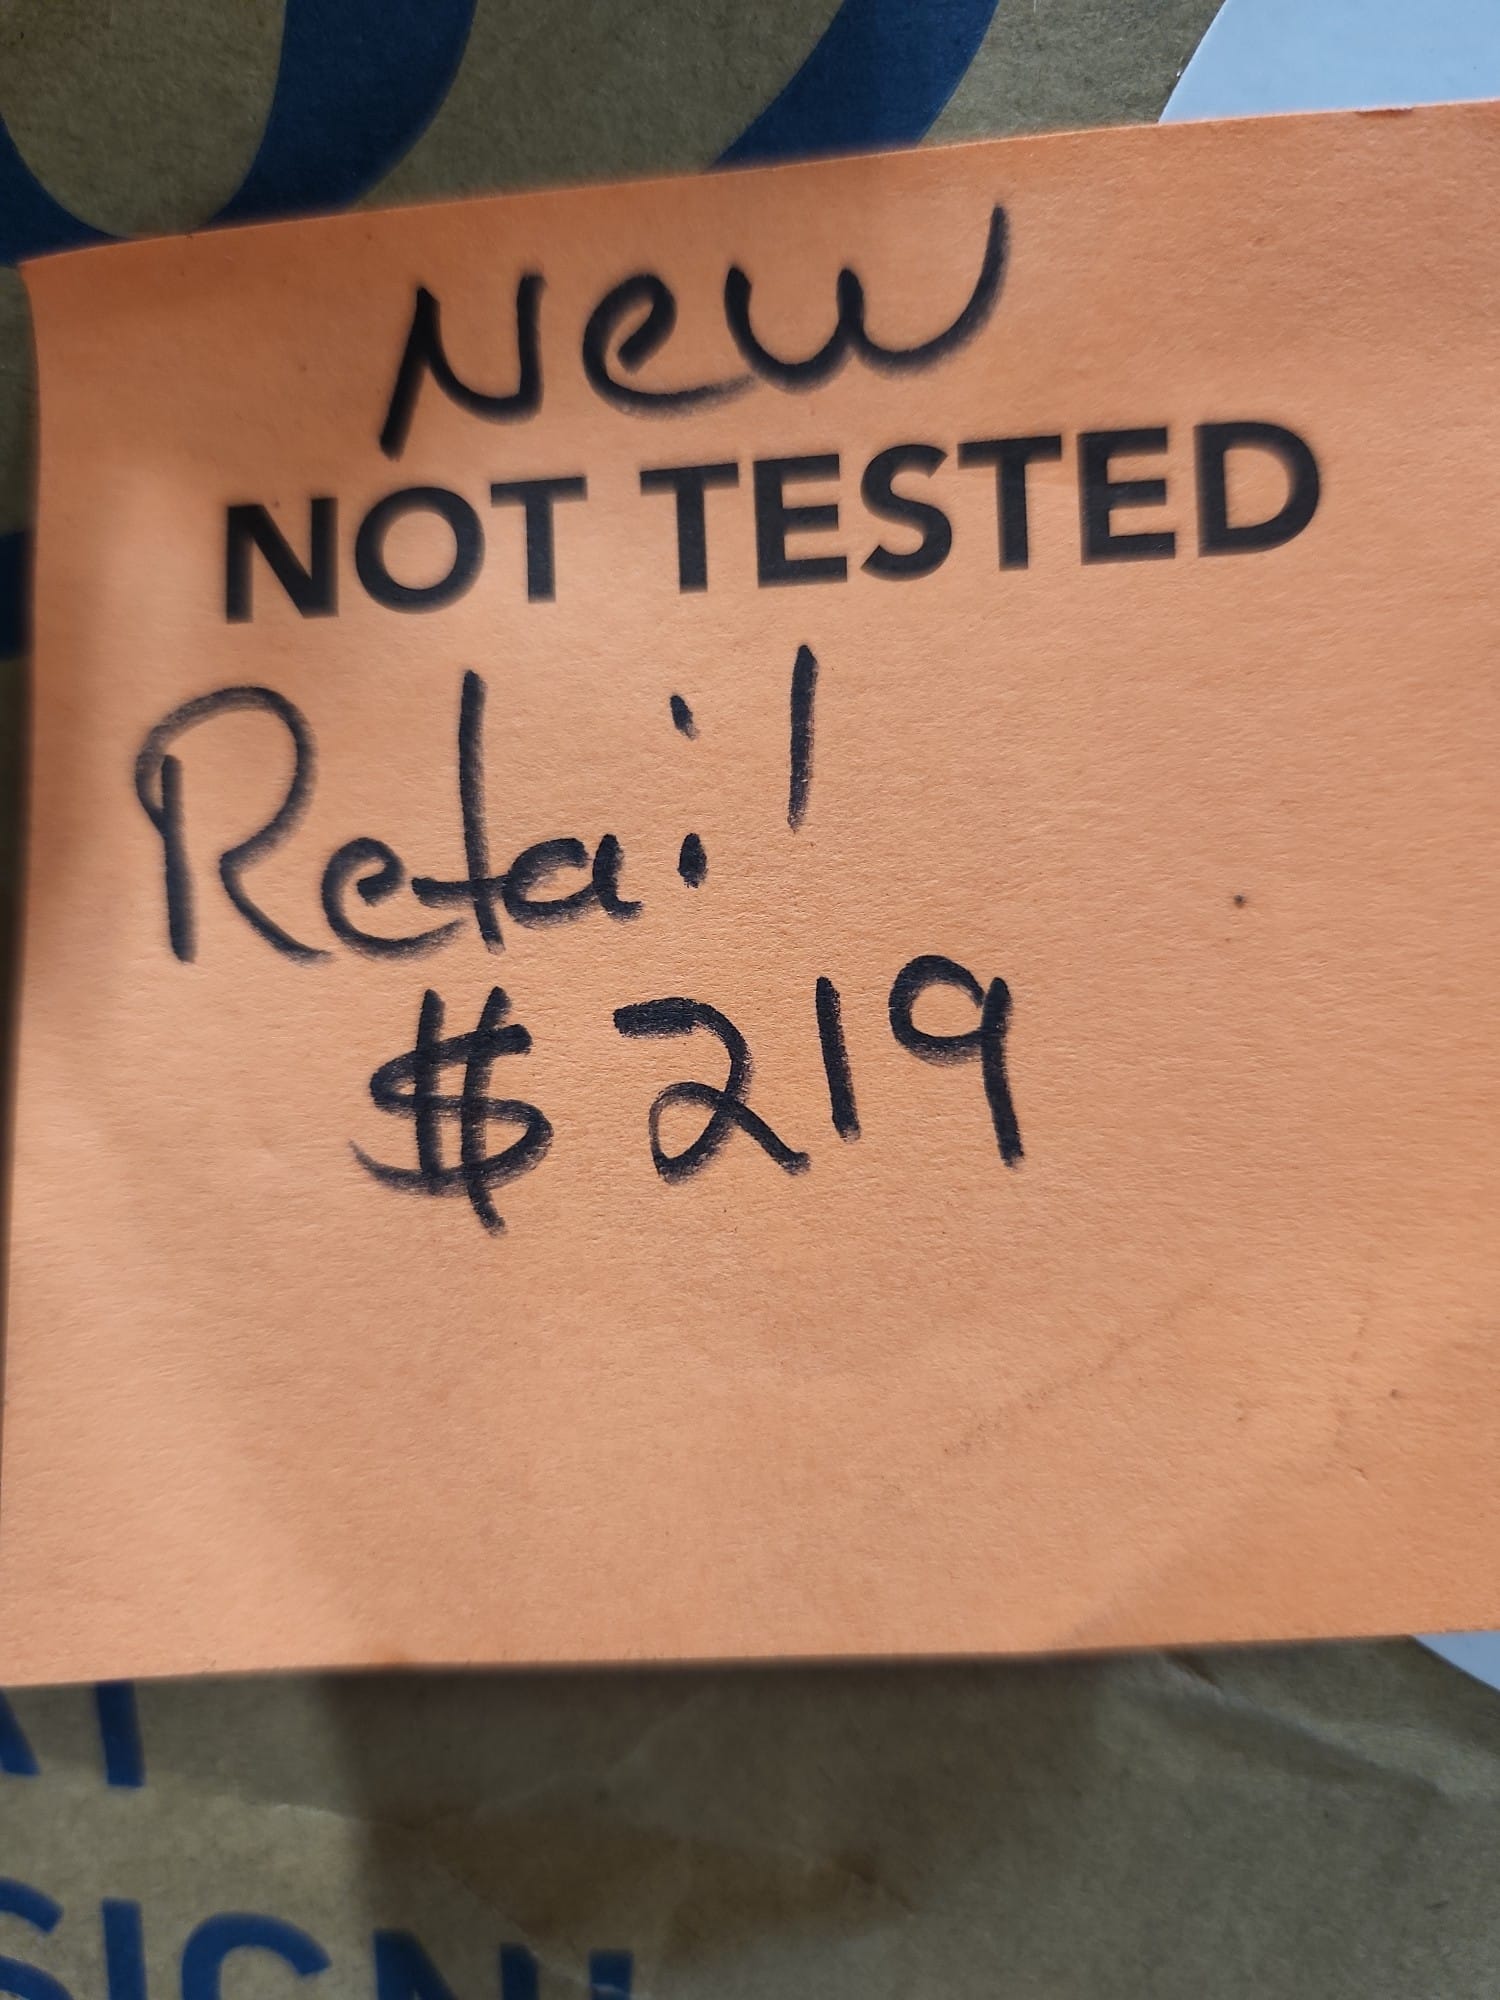 New
NOT TESTED
Retail
$219